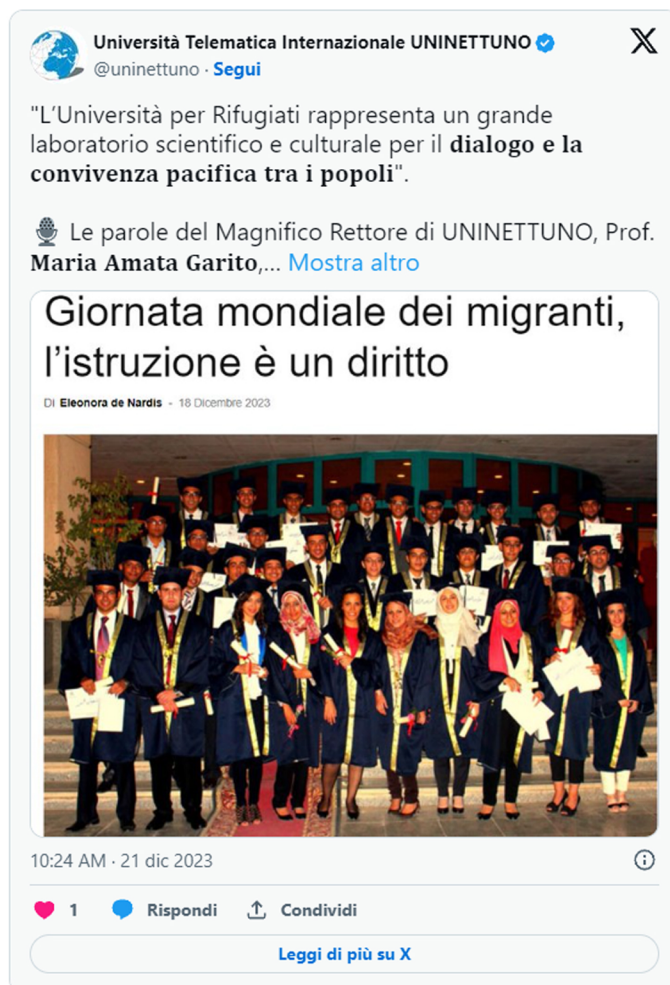 Università Telematica Internazionale UNINETTUNO
@uninettuno · Segui
"L'Università per Rifugiati rappresenta un grande
laboratorio scientifico e culturale per il dialogo e la
convivenza pacifica tra i popoli".
Le parole del Magnifico Rettore di UNINETTUNO, Prof.
Maria Amata Garito,... Mostra altro
Giornata mondiale dei migranti,
l'istruzione è un diritto
Di Eleonora de Nardis - 18 Dicembre 2023
10:24 AM · 21 dic 2023
1 Rispondi Condividi
Leggi di più su X